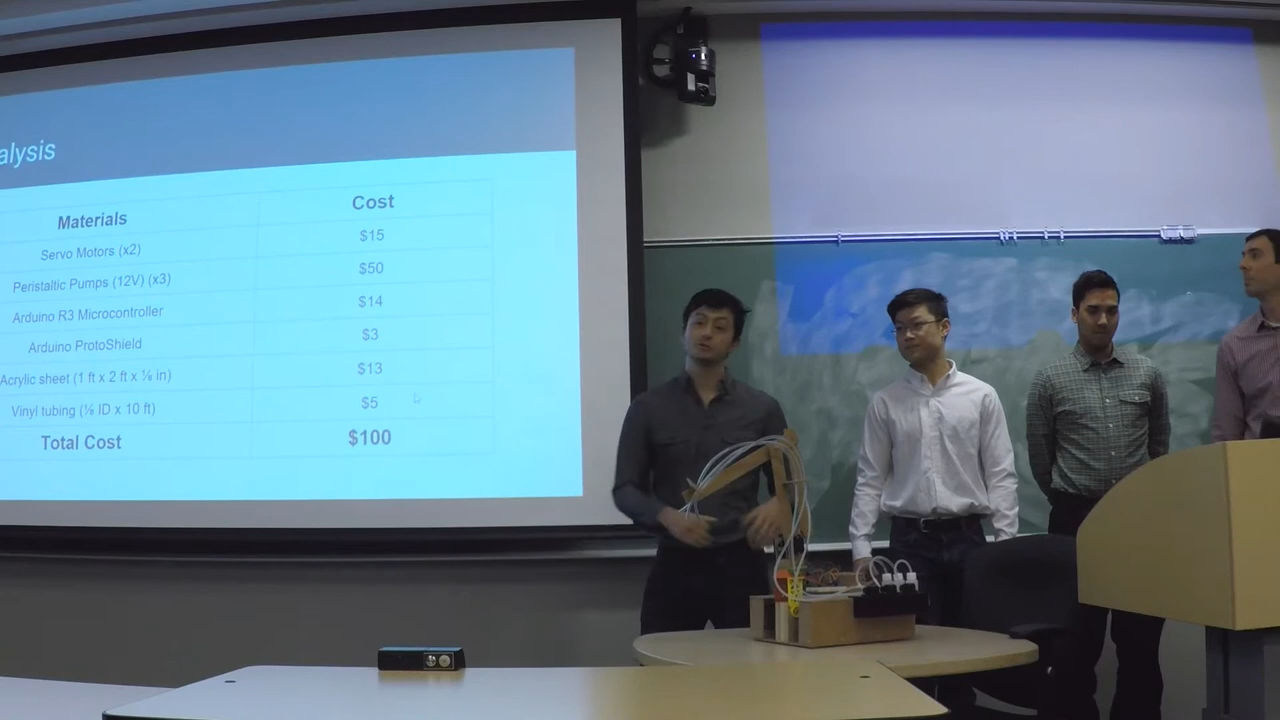 alysis
Materials Cost
Servo Motors (x2) $15
Peristaltic Pumps (12V) (x3) $50
Arduino R3 Microcontroller $14
Arduino ProtoShield $3
Acrylic sheet (1 ft x 2 ft x ⅛ in) $13
Vinyl tubing (⅛ ID x 10 ft) $5
Total Cost $100